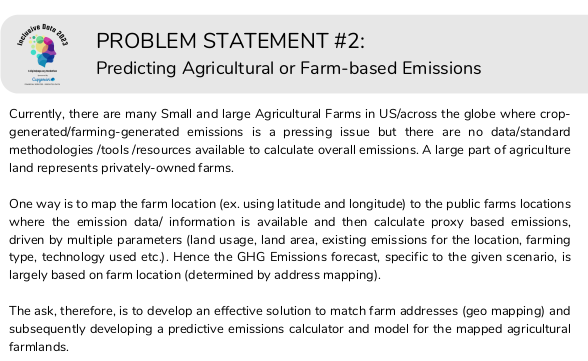 Inclusive Data 2023
PROBLEM STATEMENT #2:
Predicting Agricultural or Farm-based Emissions
Currently, there are many Small and large Agricultural Farms in US/across the globe where crop-
generated/farming-generated emissions is a pressing issue but there are no data/standard
methodologies /tools /resources available to calculate overall emissions. A large part of agriculture
land represents privately-owned farms.
One way is to map the farm location (ex. using latitude and longitude) to the public farms locations
where the emission data/ information is available and then calculate proxy based emissions,
driven by multiple parameters (land usage, land area, existing emissions for the location, farming
type, technology used etc.). Hence the GHG Emissions forecast, specific to the given scenario, is
largely based on farm location (determined by address mapping).
The ask, therefore, is to develop an effective solution to match farm addresses (geo mapping) and
subsequently developing a predictive emissions calculator and model for the mapped agricultural
farmlands.